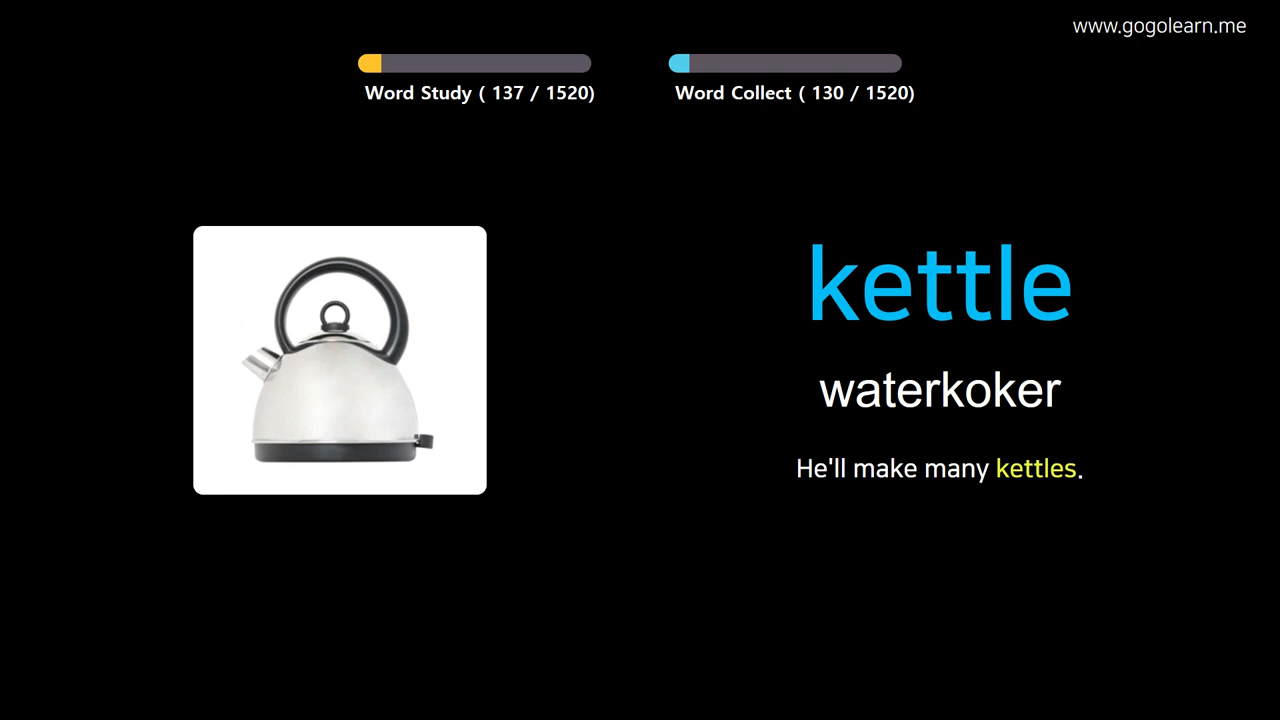 www.gogolearn.me
Word Study ( 137 / 1520)
Word Collect ( 130 / 1520)
kettle
waterkoker
He'll make many kettles.